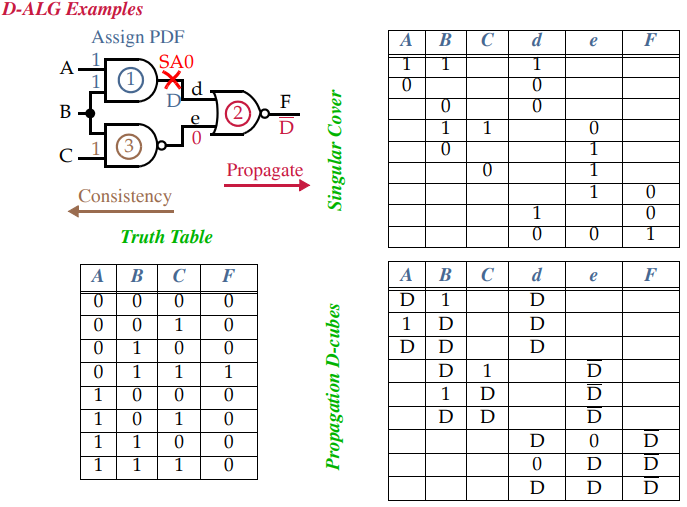 D-ALG Examples
Assign PDF
A 1 SA0
1 1
D d
B
e
0
2 F
D̅
C 1 3
Propagate
Consistency
Truth Table
A B C F
0 0 0 0
0 0 1 0
0 1 0 0
0 1 1 1
1 0 0 0
1 0 1 0
1 1 0 0
1 1 1 0
Singular Cover
A B C d e F
1 1 1
0 0
0 0
1 1 0
0 1
0 1
1 0
1 0
0 0 1
Propagation D-cubes
A B C d e F
D 1 D
1 D D
D D D
D 1 D̅
1 D D̅
D D D̅
D 0 D̅
0 D D̅
D D D̅